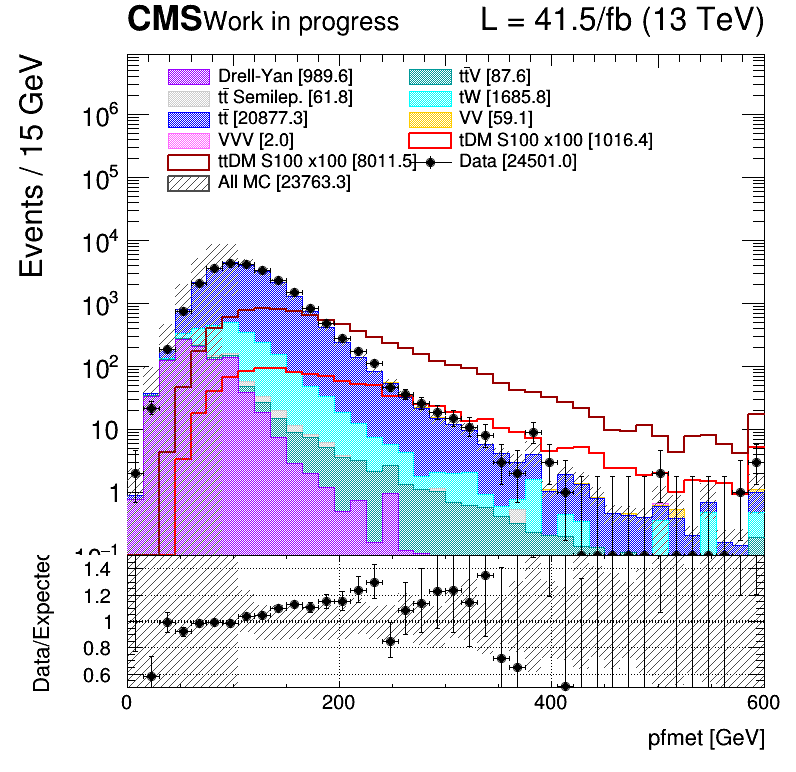 CMS Work in progress L = 41.5/fb (13 TeV)
Drell-Yan [989.6] tt̄V [87.6]
tt̄ Semilep. [61.8] tW [1685.8]
tt̄ [20877.3] VV [59.1]
VVV [2.0] tDM S100 x100 [1016.4]
ttDM S100 x100 [8011.5] Data [24501.0]
All MC [23763.3]
Events / 15 GeV
10⁶
10⁵
10⁴
10³
10²
10
1
10⁻¹
Data/Expected
1.4
1.2
1
0.8
0.6
0 200 400 600
pfmet [GeV]